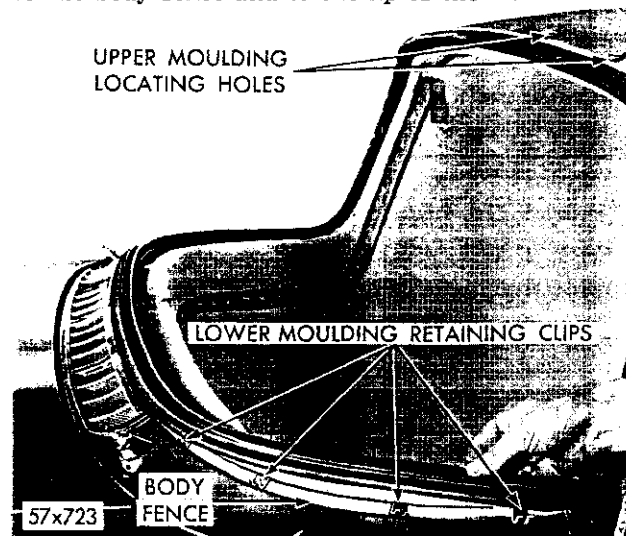 UPPER MOULDING
LOCATING HOLES
LOWER MOULDING RETAINING CLIPS
BODY
FENCE
57x723